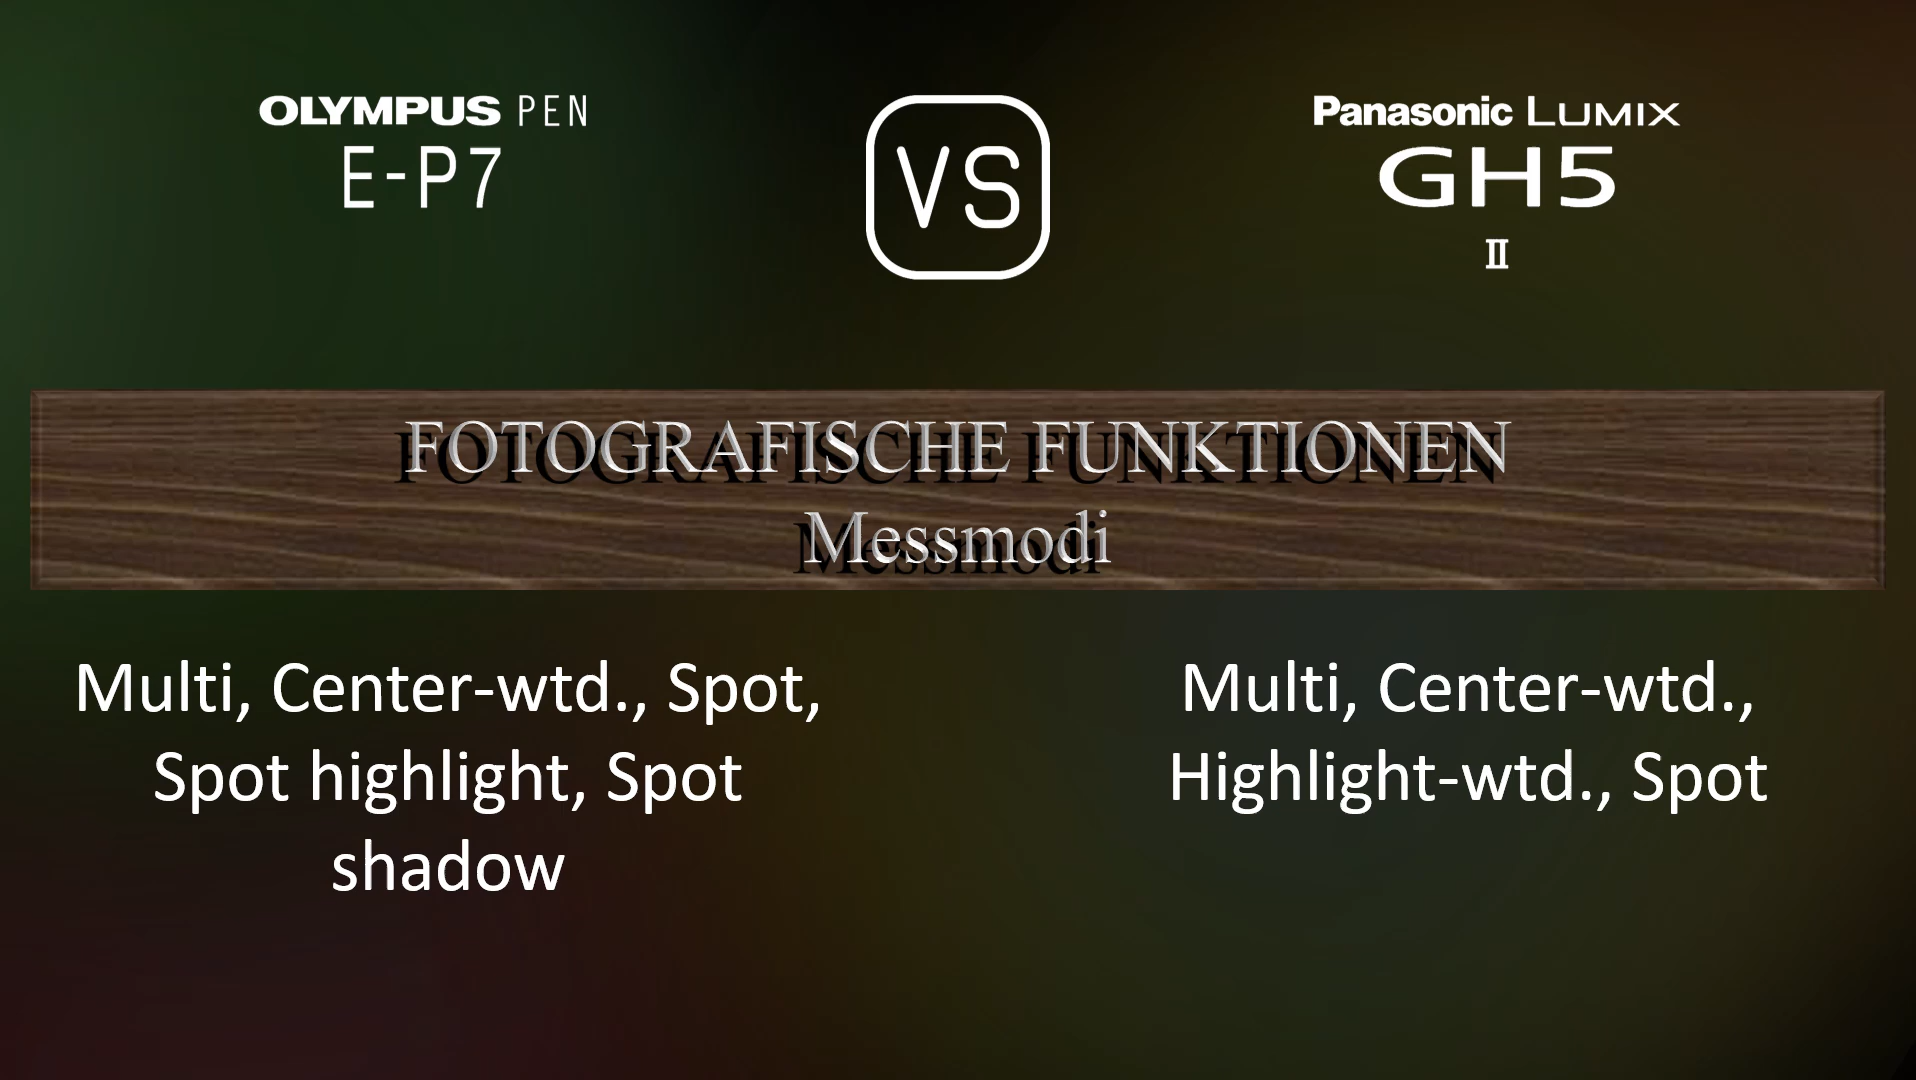 OLYMPUS PEN
E-P7
VS
Panasonic LUMIX
GH5
II
FOTOGRAFISCHE FUNKTIONEN
Messmodi
Multi, Center-wtd., Spot,
Spot highlight, Spot
shadow
Multi, Center-wtd.,
Highlight-wtd., Spot